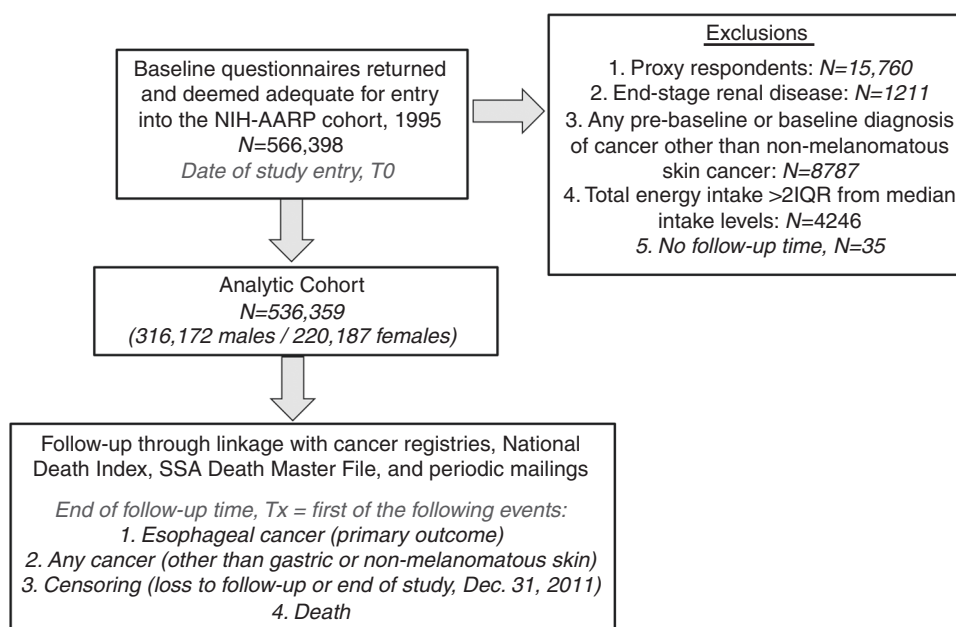 Baseline questionnaires returned
and deemed adequate for entry
into the NIH-AARP cohort, 1995
N=566,398
Date of study entry, T0
Exclusions
1. Proxy respondents: N=15,760
2. End-stage renal disease: N=1211
3. Any pre-baseline or baseline diagnosis
of cancer other than non-melanomatous
skin cancer: N=8787
4. Total energy intake >2IQR from median
intake levels: N=4246
5. No follow-up time, N=35
Analytic Cohort
N=536,359
(316,172 males / 220,187 females)
Follow-up through linkage with cancer registries, National
Death Index, SSA Death Master File, and periodic mailings
End of follow-up time, Tx = first of the following events:
1. Esophageal cancer (primary outcome)
2. Any cancer (other than gastric or non-melanomatous skin)
3. Censoring (loss to follow-up or end of study, Dec. 31, 2011)
4. Death